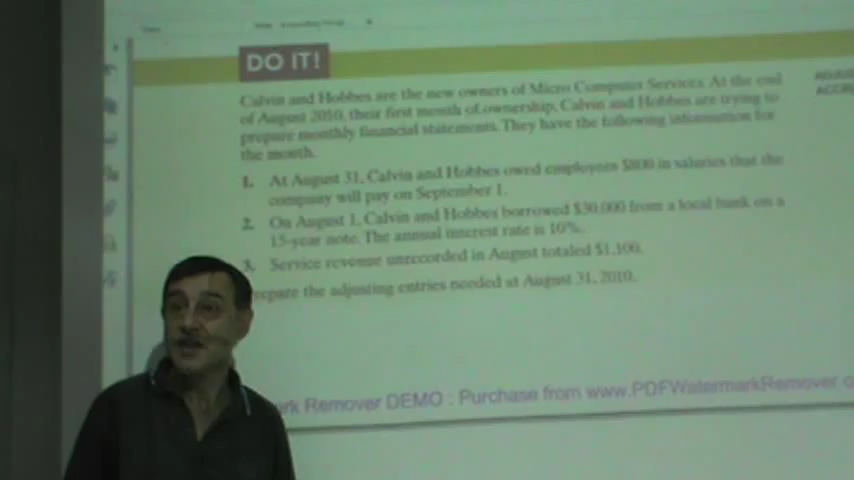 DO IT!
Calvin and Hobbes are the new owners of Micro Computer Services. At the end
of August 2010, their first month of ownership, Calvin and Hobbes are trying to
prepare monthly financial statements. They have the following information for
the month.
1. At August 31, Calvin and Hobbes owed employees $800 in salaries that the
company will pay on September 1.
2. On August 1, Calvin and Hobbes borrowed $30,000 from a local bank on a
15-year note. The annual interest rate is 10%.
3. Service revenue unrecorded in August totaled $1,100.
the adjusting entries needed at August 31, 2010.
Remover DEMO : Purchase from www.PDFWatermarkRemover